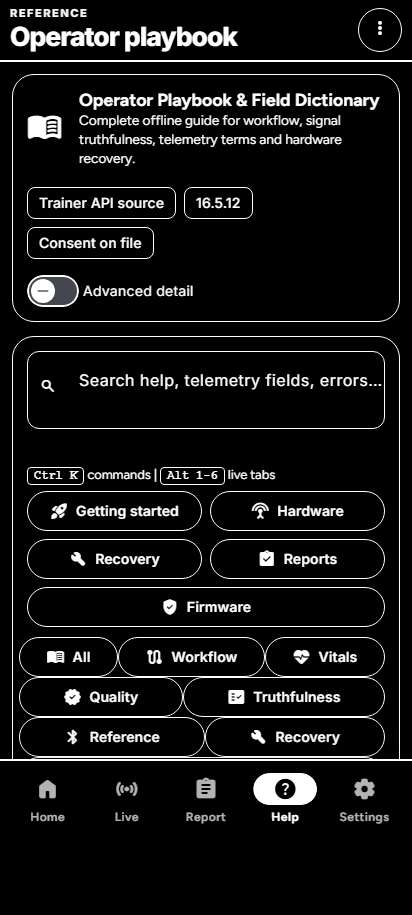 REFERENCE
Operator playbook
Operator Playbook & Field Dictionary
Complete offline guide for workflow, signal
truthfulness, telemetry terms and hardware
recovery.
Trainer API source
16.5.12
Consent on file
Advanced detail
Search help, telemetry fields, errors...
Ctrl K commands | Alt 1-6 live tabs
Getting started
Hardware
Recovery
Reports
Firmware
All
Workflow
Vitals
Quality
Truthfulness
Reference
Recovery
Home
Live
Report
Help
Settings